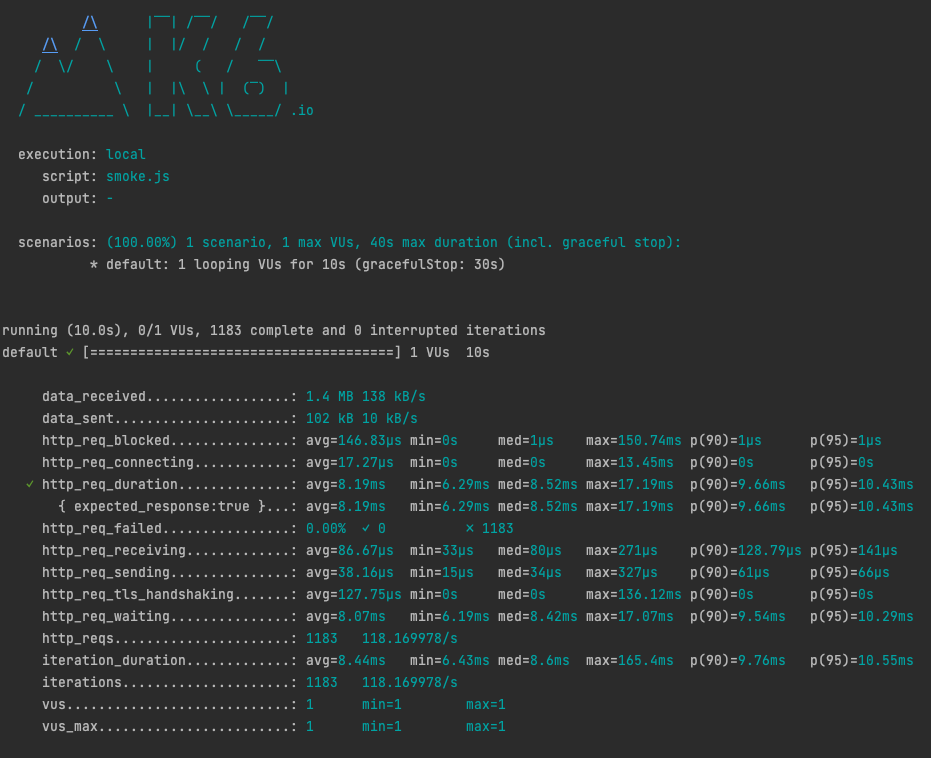 /\      |‾‾| /‾‾/   /‾‾/
     /\  /  \     |  |/  /   /  /
    /  \/    \    |     (   /   ‾‾\
   /          \   |  |\  \ |  (‾)  |
  / __________ \  |__| \__\ \_____/ .io

  execution: local
     script: smoke.js
     output: -

  scenarios: (100.00%) 1 scenario, 1 max VUs, 40s max duration (incl. graceful stop):
           * default: 1 looping VUs for 10s (gracefulStop: 30s)


running (10.0s), 0/1 VUs, 1183 complete and 0 interrupted iterations
default ✓ [======================================] 1 VUs  10s

     data_received..................: 1.4 MB 138 kB/s
     data_sent......................: 102 kB 10 kB/s
     http_req_blocked...............: avg=146.83µs min=0s     med=1µs    max=150.74ms p(90)=1µs      p(95)=1µs
     http_req_connecting............: avg=17.27µs  min=0s     med=0s     max=13.45ms  p(90)=0s       p(95)=0s
   ✓ http_req_duration..............: avg=8.19ms   min=6.29ms med=8.52ms max=17.19ms  p(90)=9.66ms   p(95)=10.43ms
       { expected_response:true }...: avg=8.19ms   min=6.29ms med=8.52ms max=17.19ms  p(90)=9.66ms   p(95)=10.43ms
     http_req_failed................: 0.00%  ✓ 0          ✗ 1183
     http_req_receiving.............: avg=86.67µs  min=33µs   med=80µs   max=271µs    p(90)=128.79µs p(95)=141µs
     http_req_sending...............: avg=38.16µs  min=15µs   med=34µs   max=327µs    p(90)=61µs     p(95)=66µs
     http_req_tls_handshaking.......: avg=127.75µs min=0s     med=0s     max=136.12ms p(90)=0s       p(95)=0s
     http_req_waiting...............: avg=8.07ms   min=6.19ms med=8.42ms max=17.07ms  p(90)=9.54ms   p(95)=10.29ms
     http_reqs......................: 1183   118.169978/s
     iteration_duration.............: avg=8.44ms   min=6.43ms med=8.6ms  max=165.4ms  p(90)=9.76ms   p(95)=10.55ms
     iterations.....................: 1183   118.169978/s
     vus............................: 1      min=1        max=1
     vus_max........................: 1      min=1        max=1